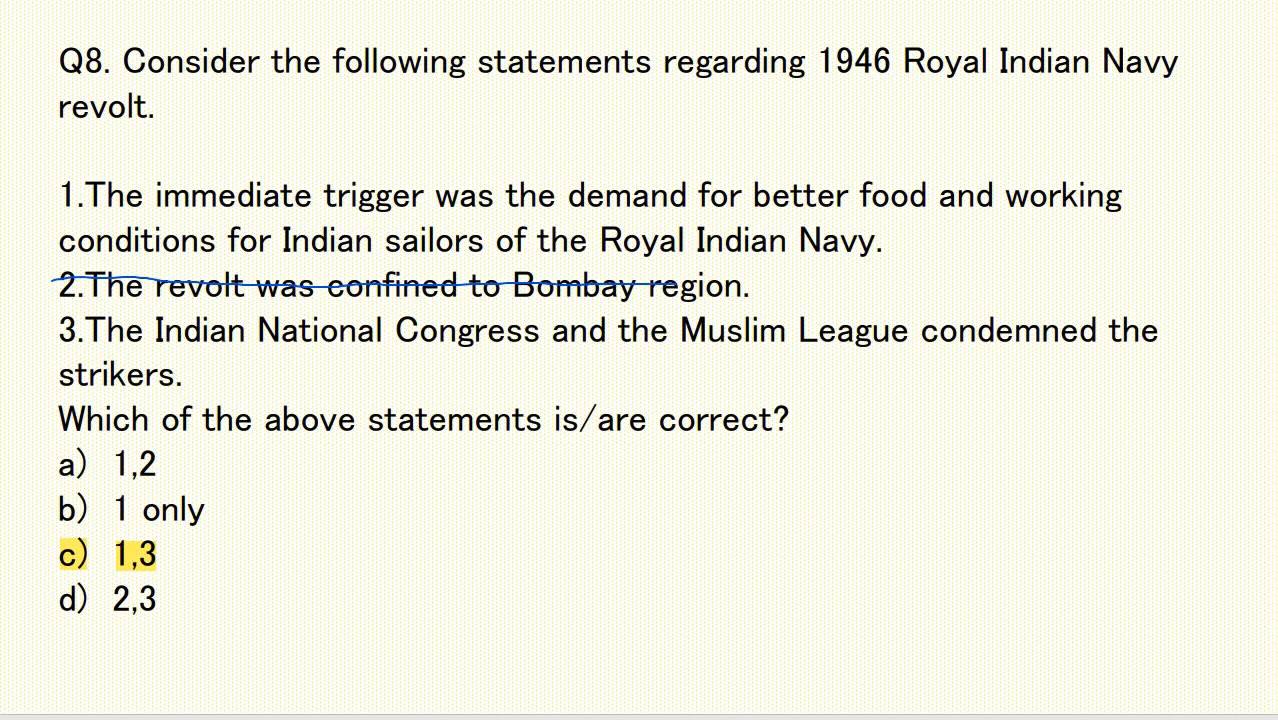 Q8. Consider the following statements regarding 1946 Royal Indian Navy
revolt.
1.The immediate trigger was the demand for better food and working
conditions for Indian sailors of the Royal Indian Navy.
2.The revolt was confined to Bombay region.
3.The Indian National Congress and the Muslim League condemned the
strikers.
Which of the above statements is/are correct?
a) 1,2
b) 1 only
c) 1,3
d) 2,3